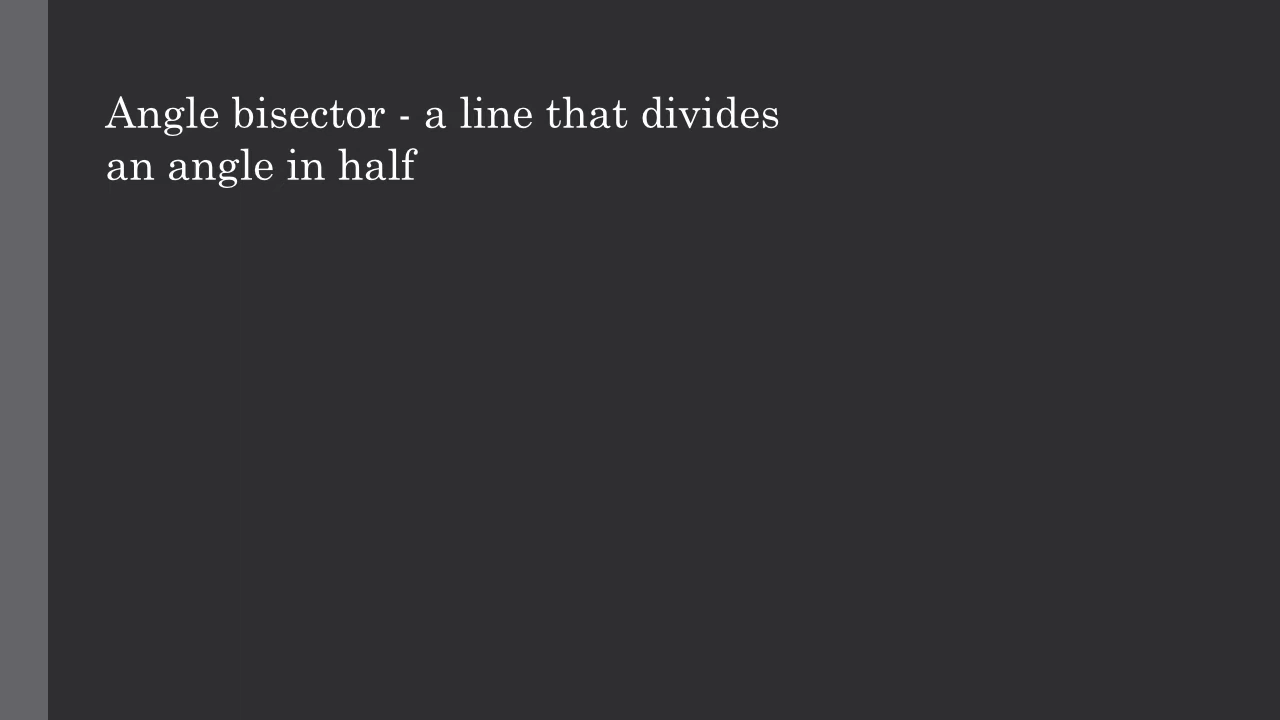 Angle bisector - a line that divides
an angle in half